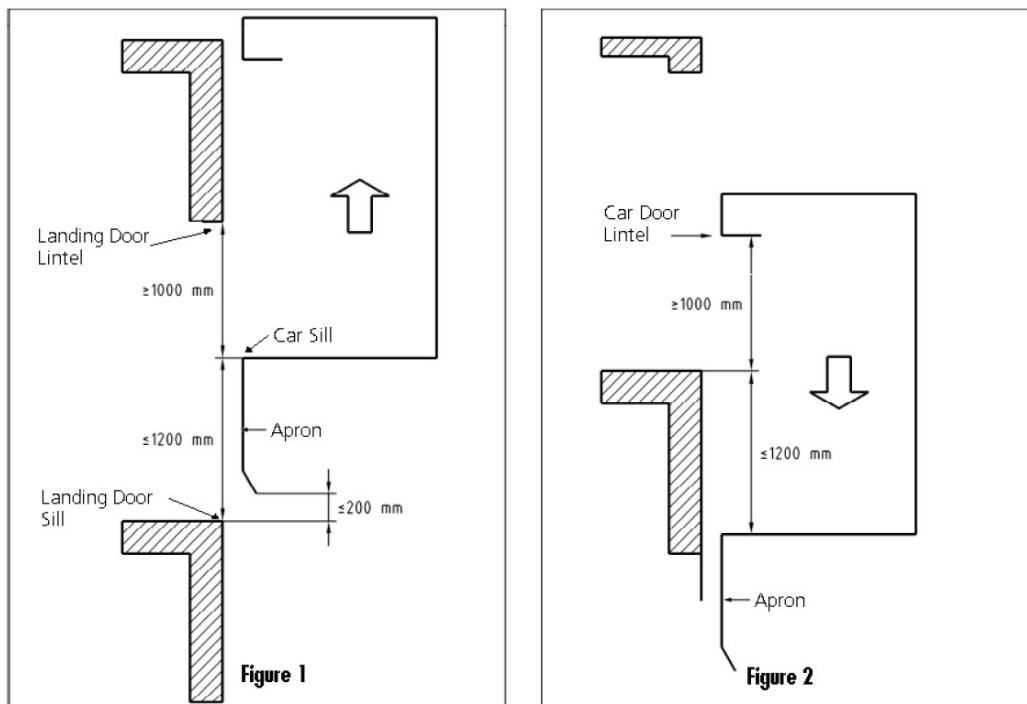 Landing Door
Lintel
≥1000 mm
Car Sill
≤1200 mm
Apron
Landing Door
Sill
≤200 mm
Figure 1
Car Door
Lintel
≥1000 mm
≤1200 mm
Apron
Figure 2